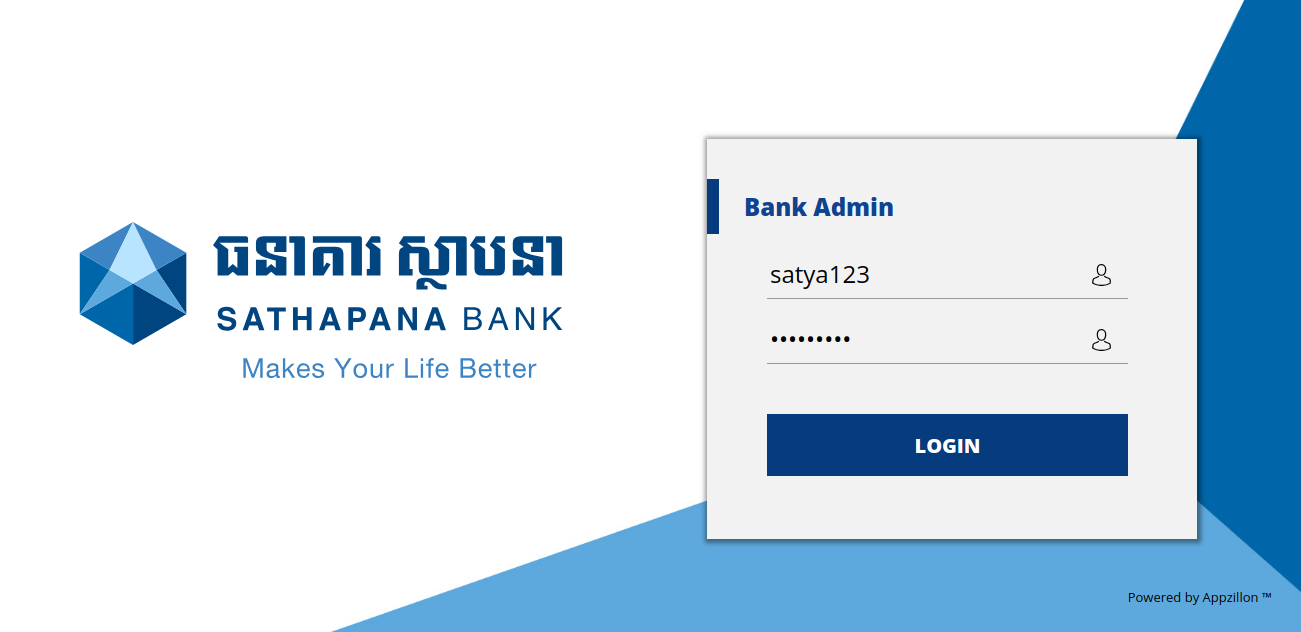 ធនាគារ ស្ថាបនា
SATHAPANA BANK
Makes Your Life Better
Bank Admin
satya123
•••••••••
LOGIN
Powered by Appzillon ™